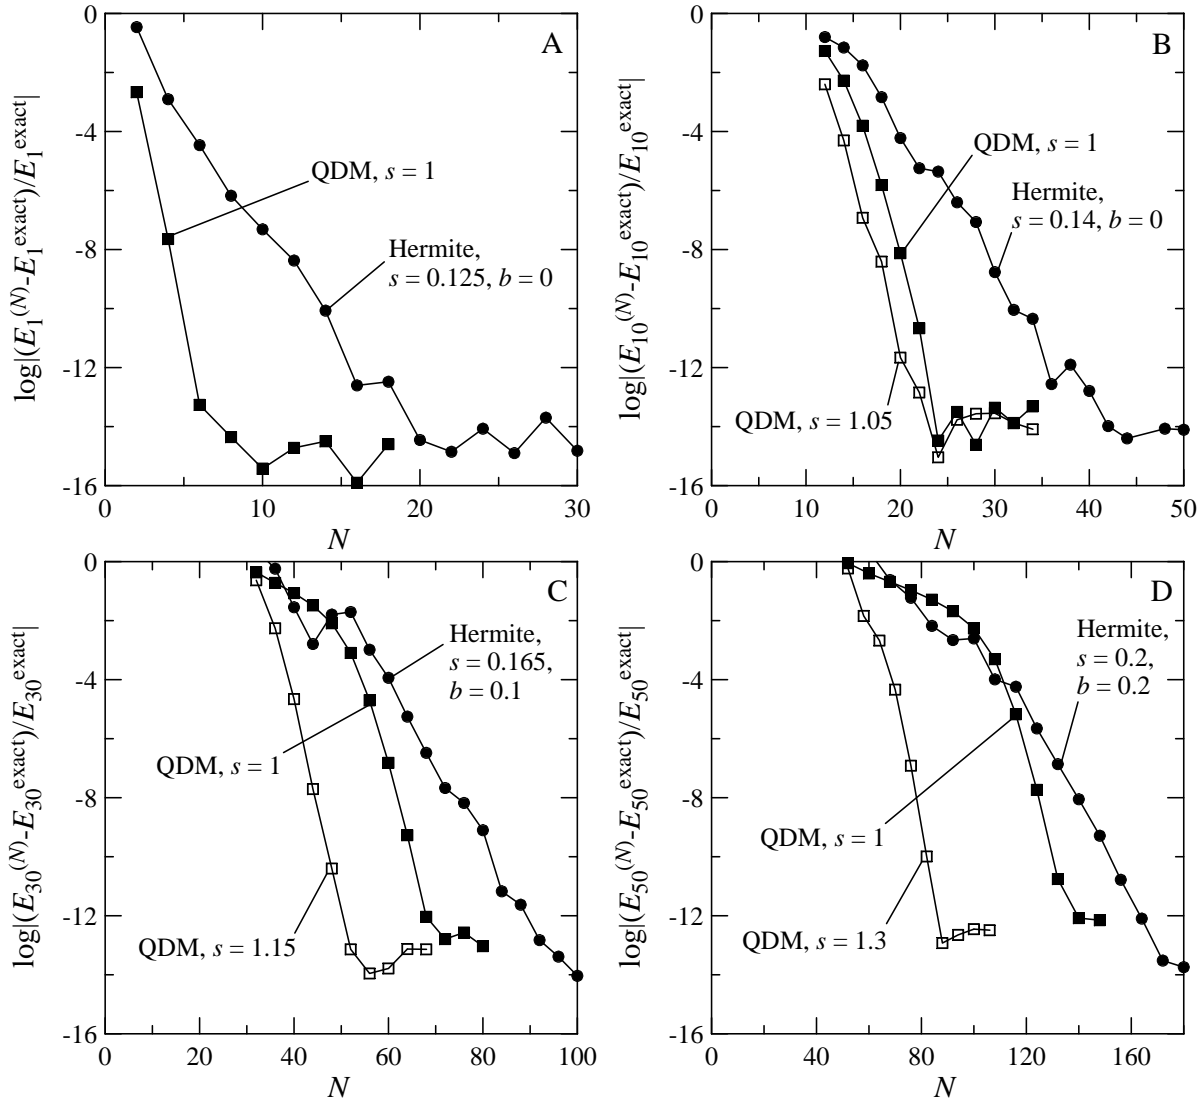 A
0
-4
-8
-12
-16
0
10
20
30
N
log|(E₁⁽ᴺ⁾-E₁ᵉˣᵃᶜᵗ)/E₁ᵉˣᵃᶜᵗ|
QDM, s = 1
Hermite,
s = 0.125, b = 0
B
0
-4
-8
-12
-16
0
10
20
30
40
50
N
log|(E₁₀⁽ᴺ⁾-E₁₀ᵉˣᵃᶜᵗ)/E₁₀ᵉˣᵃᶜᵗ|
QDM, s = 1
Hermite,
s = 0.14, b = 0
QDM, s = 1.05
C
0
-4
-8
-12
-16
0
20
40
60
80
100
N
log|(E₃₀⁽ᴺ⁾-E₃₀ᵉˣᵃᶜᵗ)/E₃₀ᵉˣᵃᶜᵗ|
Hermite,
s = 0.165,
b = 0.1
QDM, s = 1
QDM, s = 1.15
D
0
-4
-8
-12
-16
0
40
80
120
160
N
log|(E₅₀⁽ᴺ⁾-E₅₀ᵉˣᵃᶜᵗ)/E₅₀ᵉˣᵃᶜᵗ|
Hermite,
s = 0.2,
b = 0.2
QDM, s = 1
QDM, s = 1.3